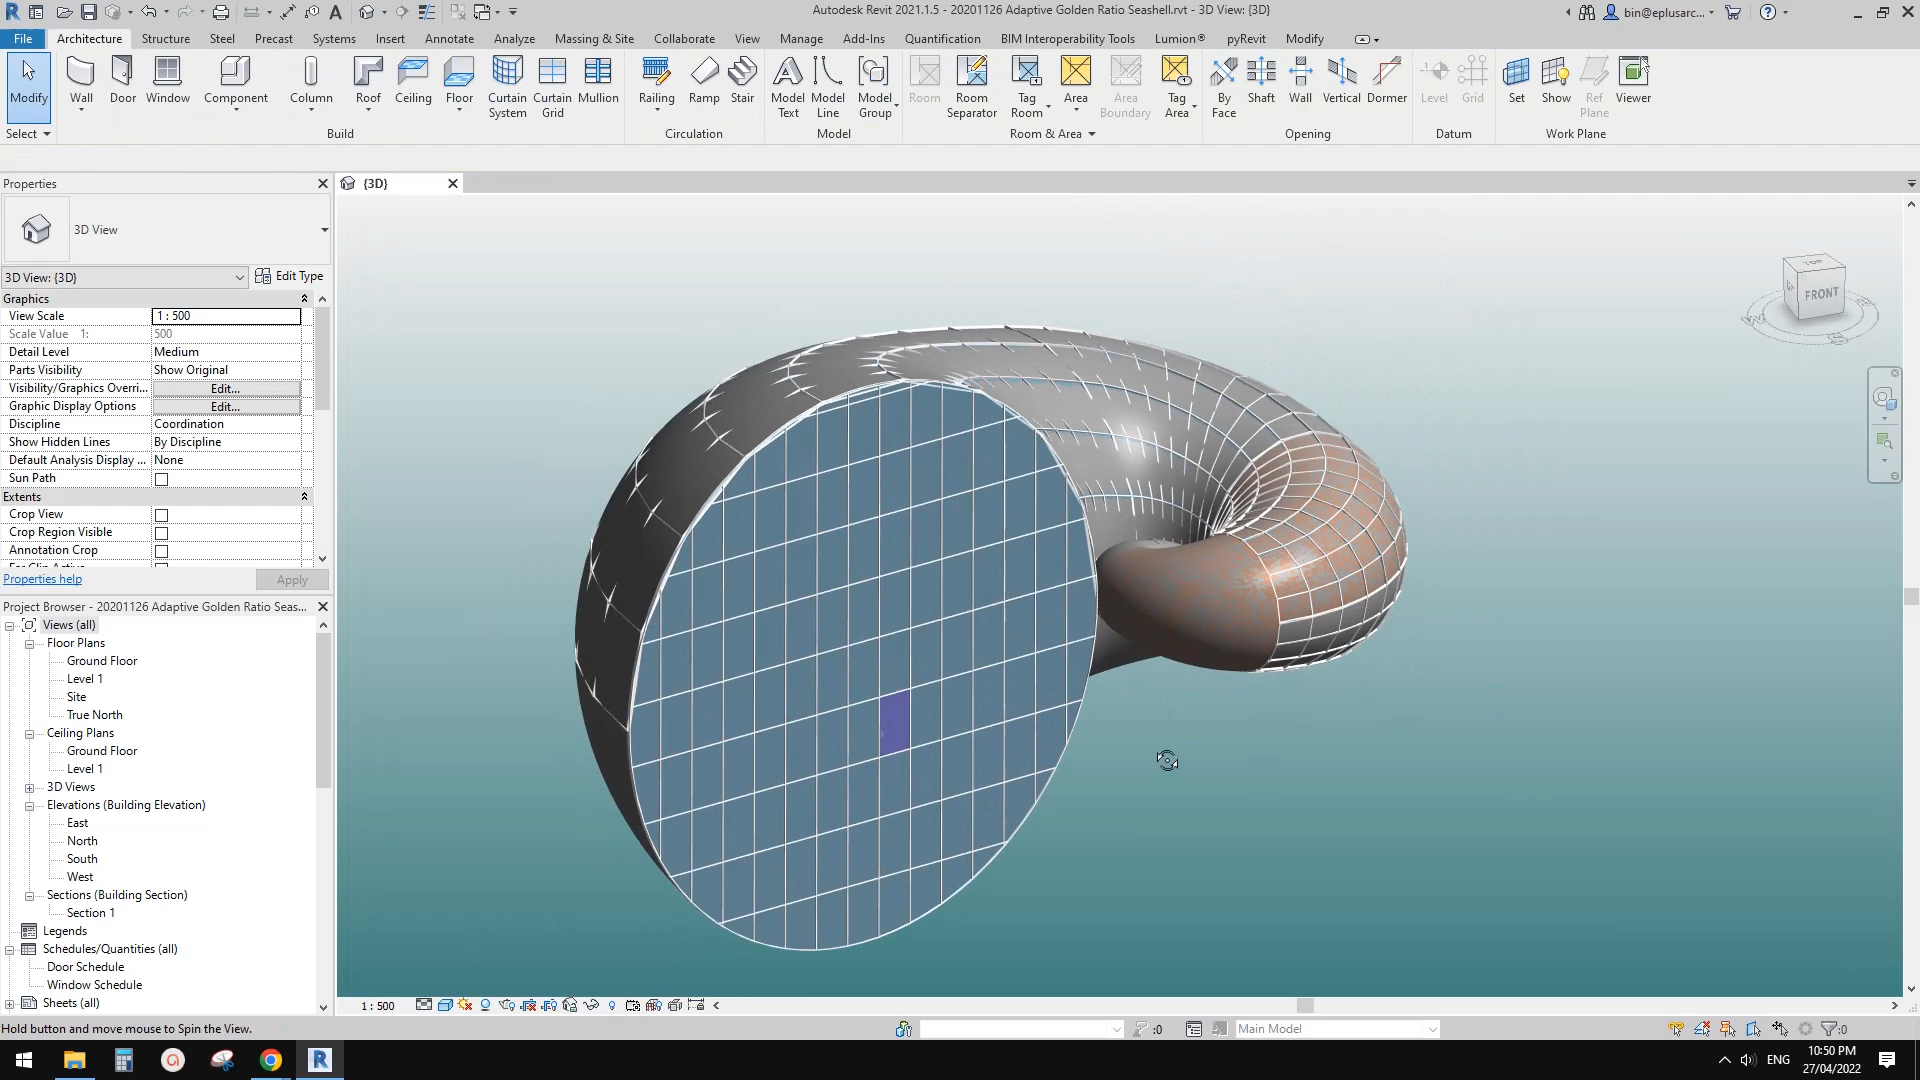 Autodesk Revit 2021.1.5 - 20201126 Adaptive Golden Ratio Seashell.rvt - 3D View: {3D}
bin@eplusarc...
File Architecture Structure Steel Precast Systems Insert Annotate Analyze Massing & Site Collaborate View Manage Add-Ins Quantification BIM Interoperability Tools Lumion® pyRevit Modify
Modify Wall Door Window Component Column Roof Ceiling Floor Curtain System Curtain Grid Mullion Railing Ramp Stair Model Text Model Line Model Group Room Room Separator Tag Room Area Area Boundary Tag Area By Face Shaft Wall Vertical Dormer Level Grid Set Show Ref Plane Viewer
Select Build Circulation Model Room & Area Opening Datum Work Plane
Properties
{3D}
3D View
3D View: {3D}
Edit Type
Graphics
View Scale 1 : 500
Scale Value 1: 500
Detail Level Medium
Parts Visibility Show Original
Visibility/Graphics Overri... Edit...
Graphic Display Options Edit...
Discipline Coordination
Show Hidden Lines By Discipline
Default Analysis Display ... None
Sun Path
Extents
Crop View
Crop Region Visible
Annotation Crop
Properties help
Apply
TOP
FRONT
Project Browser - 20201126 Adaptive Golden Ratio Seas...
Views (all)
Floor Plans
Ground Floor
Level 1
Site
True North
Ceiling Plans
Ground Floor
Level 1
3D Views
Elevations (Building Elevation)
East
North
South
West
Sections (Building Section)
Section 1
Legends
Schedules/Quantities (all)
Door Schedule
Window Schedule
Sheets (all)
1 : 500
Hold button and move mouse to Spin the View.
:0
Main Model
:0
ENG
10:50 PM
27/04/2022